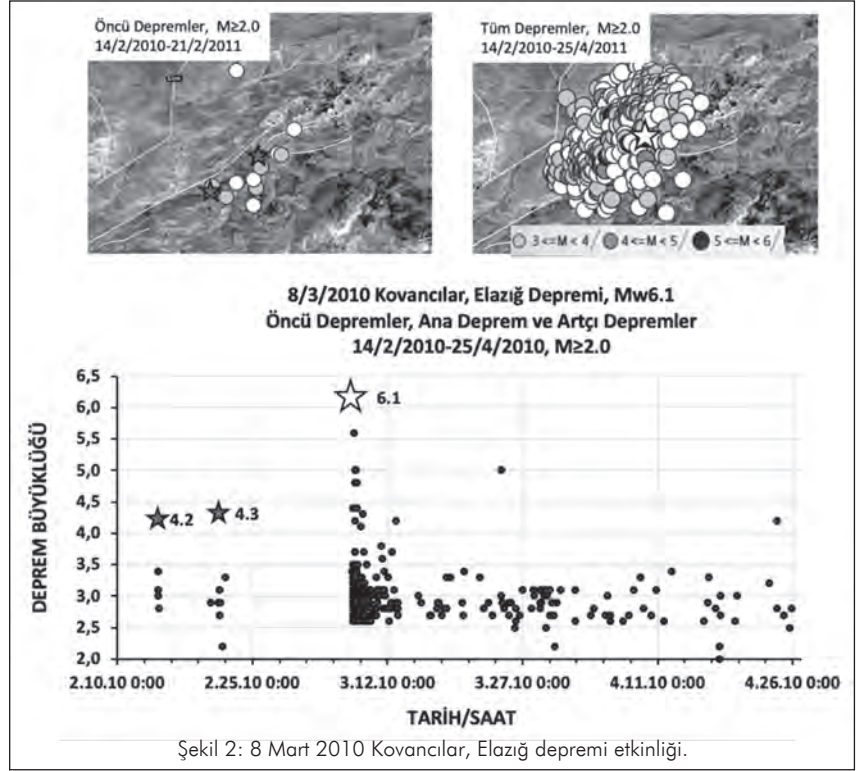 Öncü Depremler, M≥2.0
14/2/2010-21/2/2011
Tüm Depremler, M≥2.0
14/2/2010-25/4/2011
3 <=M < 4/ 4 <=M < 5/ 5 <=M < 6/
8/3/2010 Kovancılar, Elazığ Depremi, Mw6.1
Öncü Depremler, Ana Deprem ve Artçı Depremler
14/2/2010-25/4/2010, M≥2.0
DEPREM BÜYÜKLÜĞÜ
6,5
6,0
5,5
5,0
4,5
4,0
3,5
3,0
2,5
2,0
6.1
4.2
4.3
2.10.10 0:00
2.25.10 0:00
3.12.10 0:00
3.27.10 0:00
4.11.10 0:00
4.26.10 0:00
TARİH/SAAT
Şekil 2: 8 Mart 2010 Kovancılar, Elazığ depremi etkinliği.